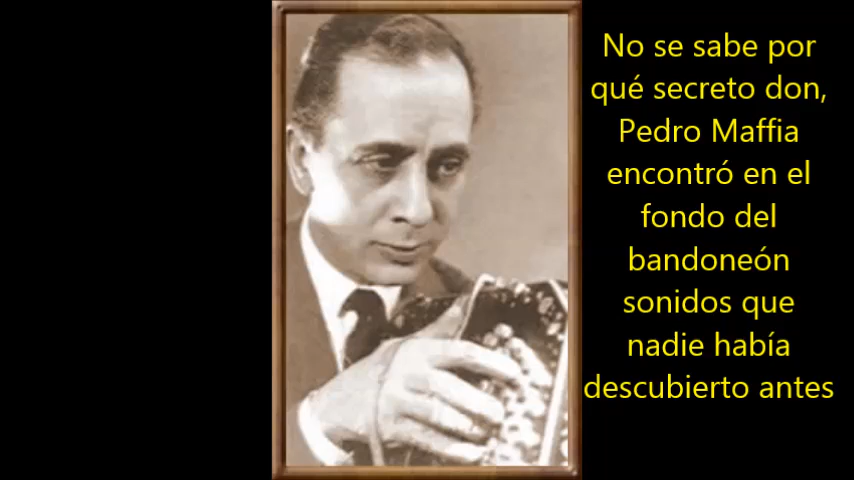 No se sabe por
qué secreto don,
Pedro Maffia
encontró en el
fondo del
bandoneón
sonidos que
nadie había
descubierto antes